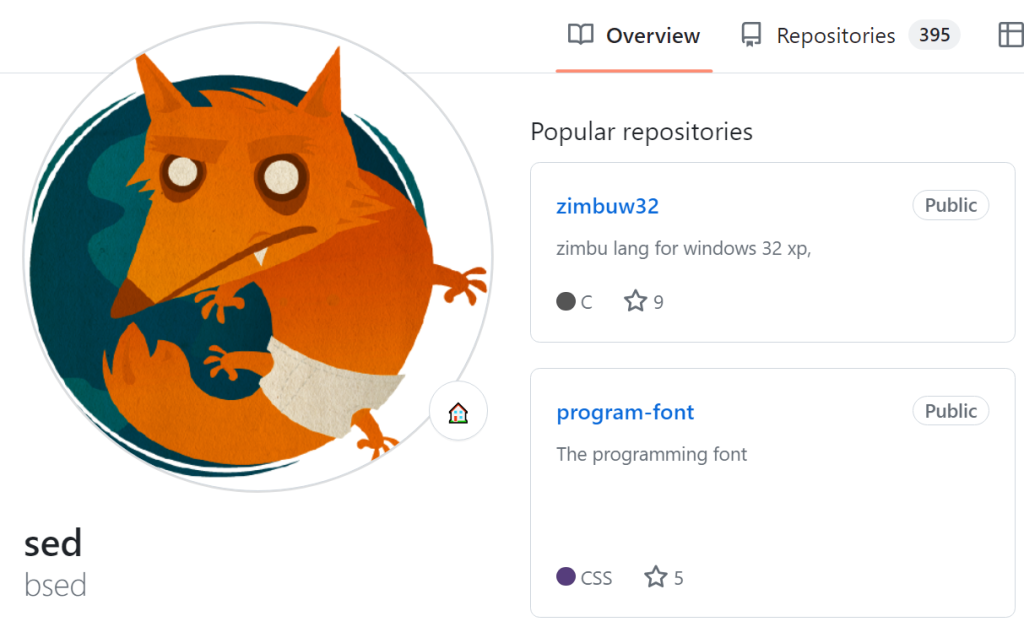 Overview
Repositories 395
Popular repositories
zimbuw32 Public
zimbu lang for windows 32 xp,
C 9
program-font Public
The programming font
CSS 5
sed
bsed